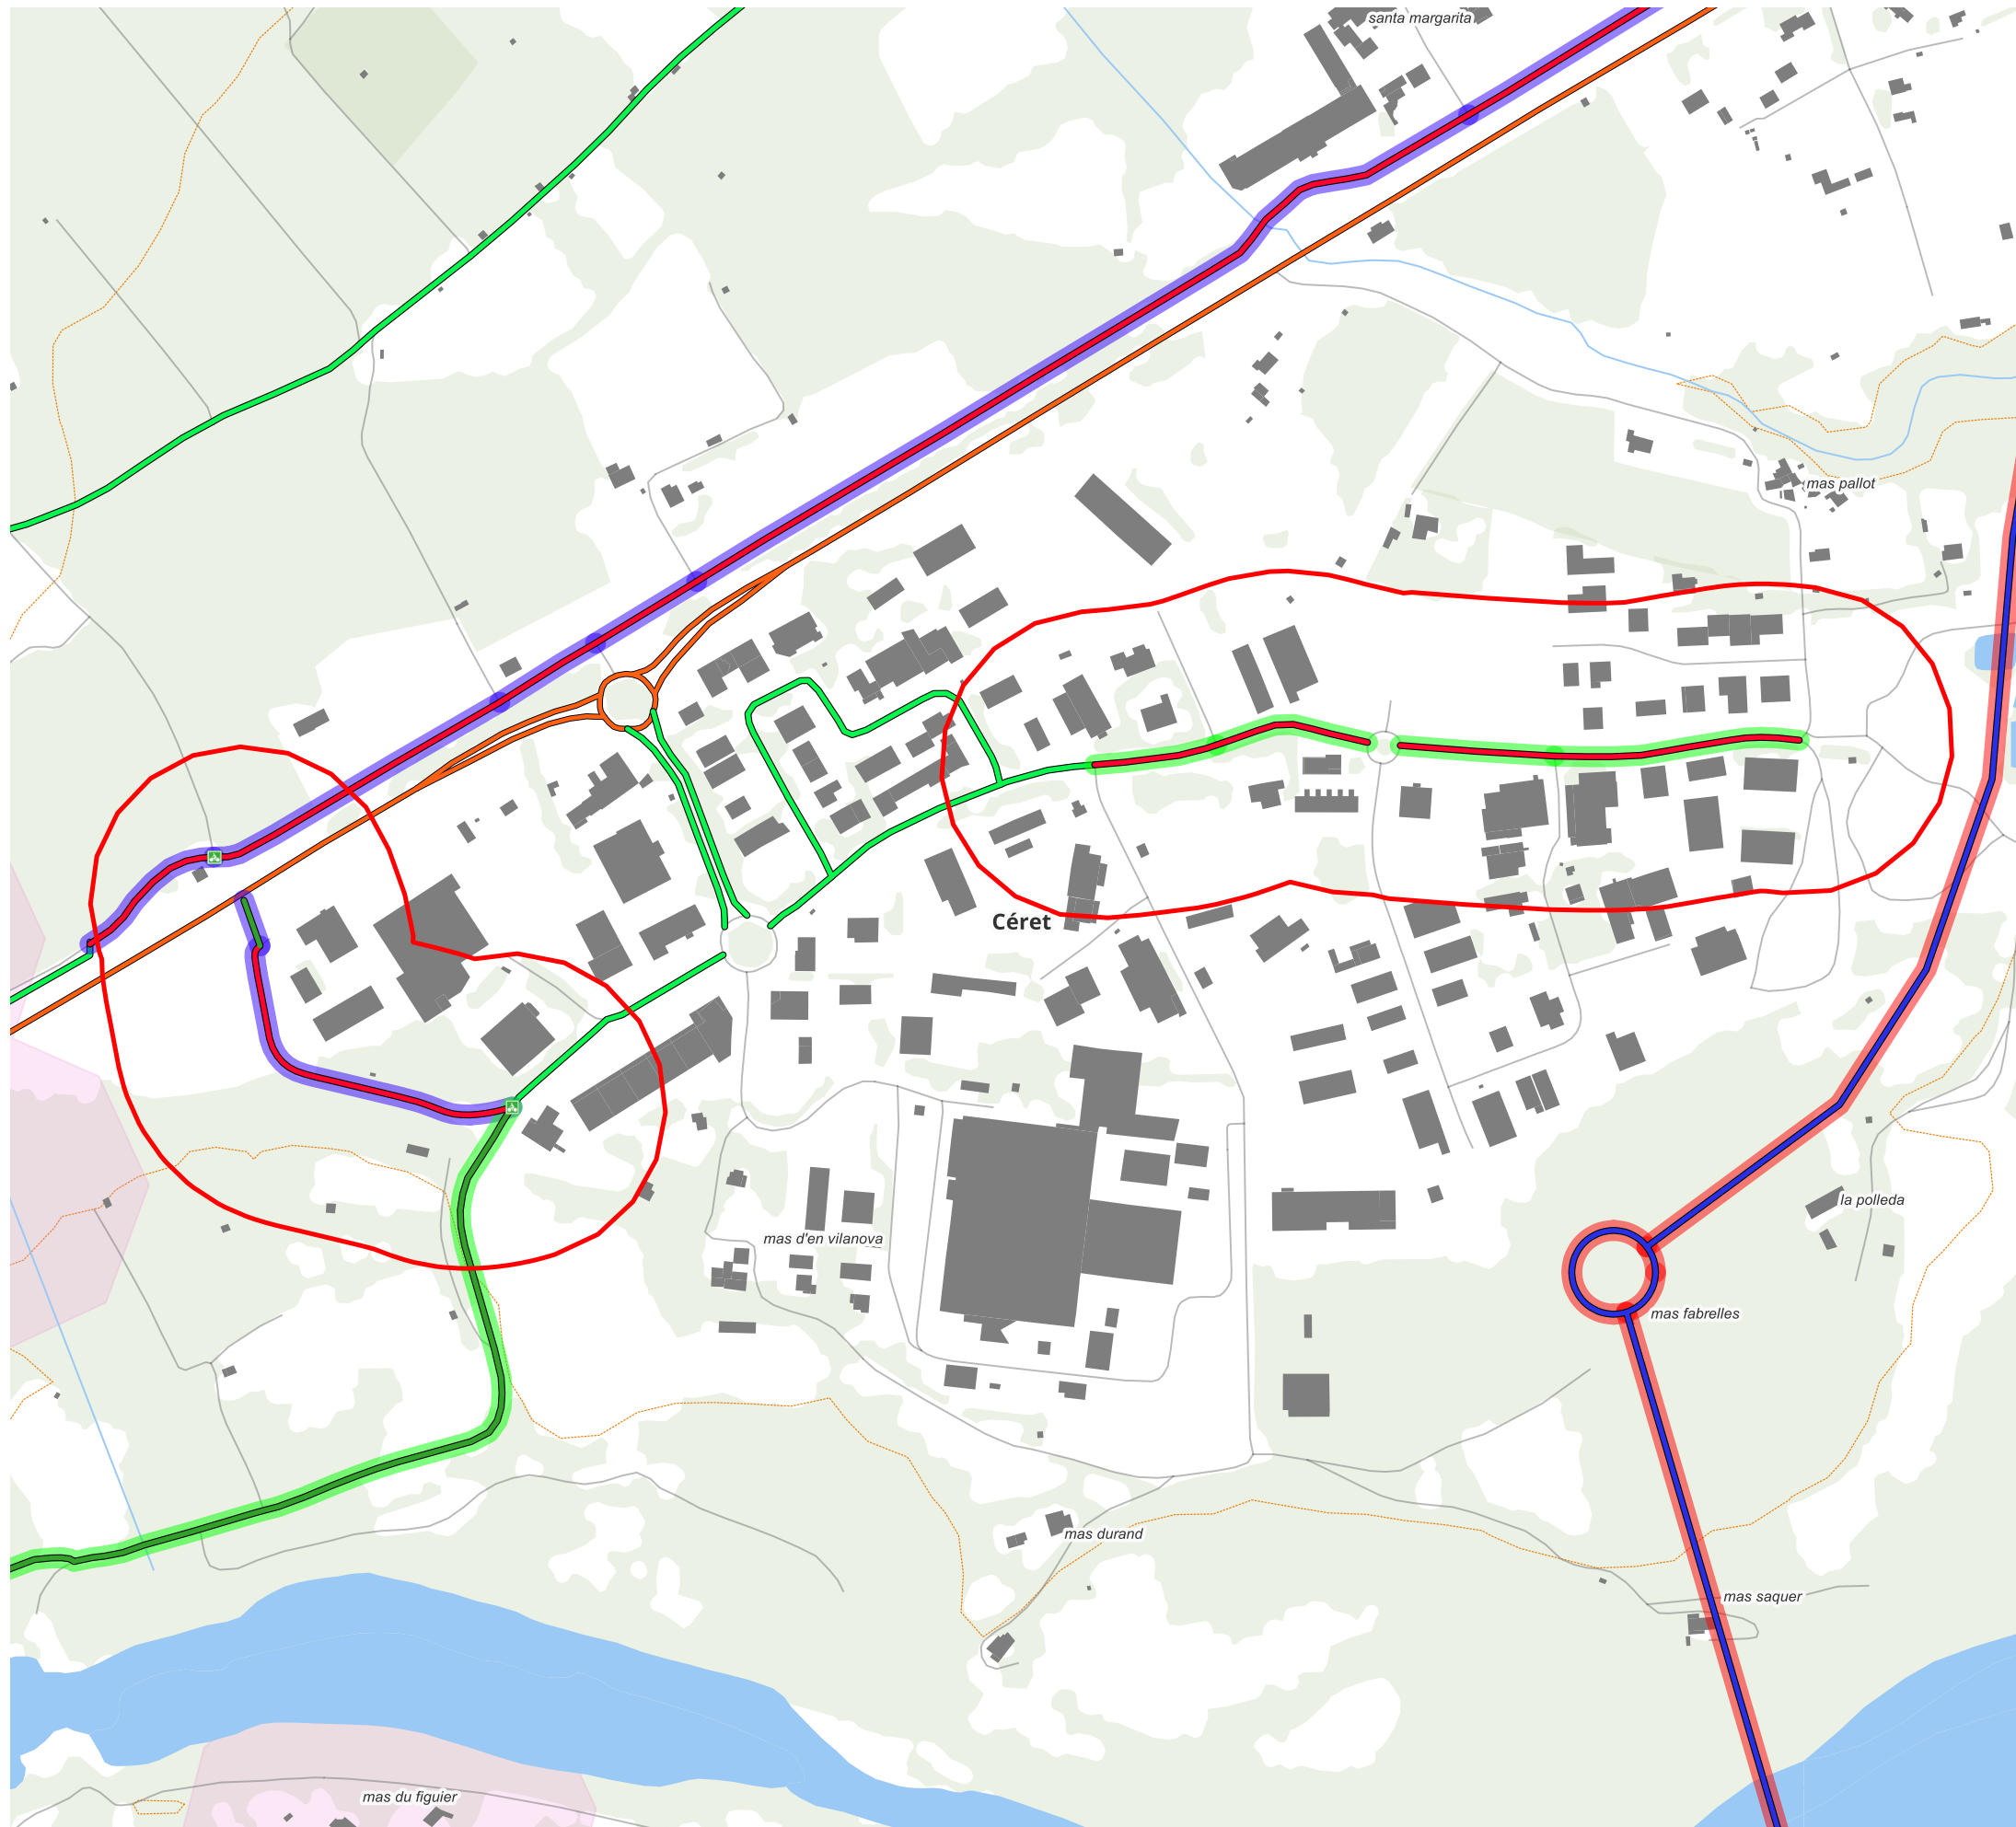 santa margarita
mas pallot
Céret
la polleda
mas d'en vilanova
mas fabrelles
mas durand
mas saquer
mas du figuier